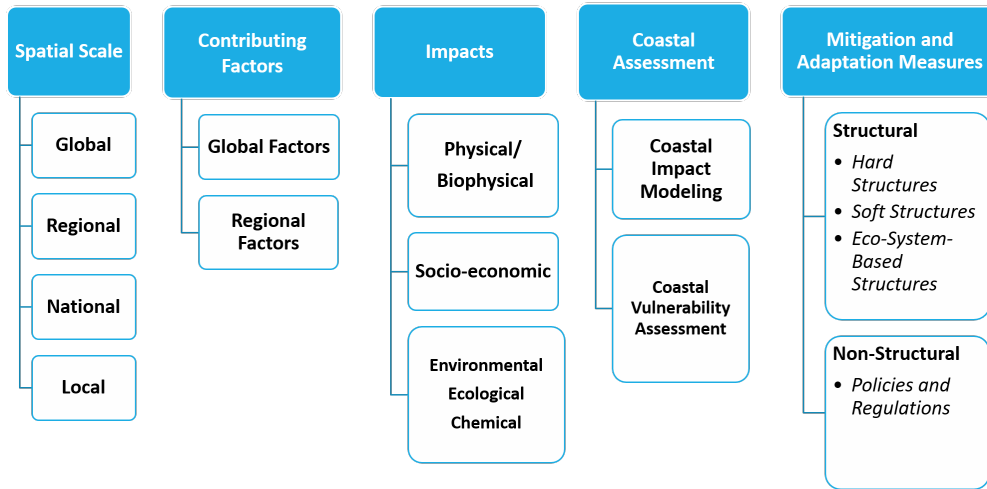 Spatial Scale
Global
Regional
National
Local
Contributing
Factors
Global Factors
Regional
Factors
Impacts
Physical/
Biophysical
Socio-economic
Environmental
Ecological
Chemical
Coastal
Assessment
Coastal
Impact
Modeling
Coastal
Vulnerability
Assessment
Mitigation and
Adaptation Measures
Structural
• Hard
Structures
• Soft Structures
• Eco-System-
Based
Structures
Non-Structural
• Policies and
Regulations